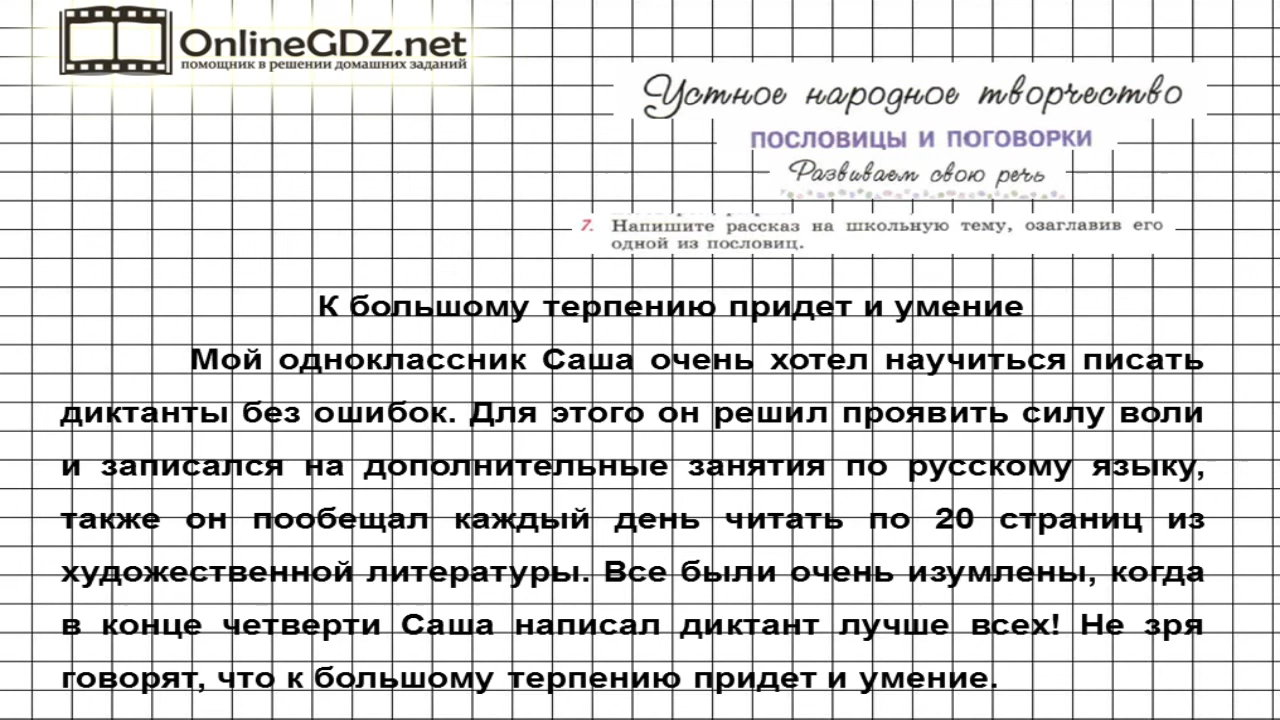 OnlineGDZ.net
помощник в решении домашних заданий
Устное народное творчество
ПОСЛОВИЦЫ И ПОГОВОРКИ
Развиваем свою речь
7. Напишите рассказ на школьную тему, озаглавив его
одной из пословиц.
К большому терпению придет и умение
Мой одноклассник Саша очень хотел научиться писать
диктанты без ошибок. Для этого он решил проявить силу воли
и записался на дополнительные занятия по русскому языку,
также он пообещал каждый день читать по 20 страниц из
художественной литературы. Все были очень изумлены, когда
в конце четверти Саша написал диктант лучше всех! Не зря
говорят, что к большому терпению придет и умение.